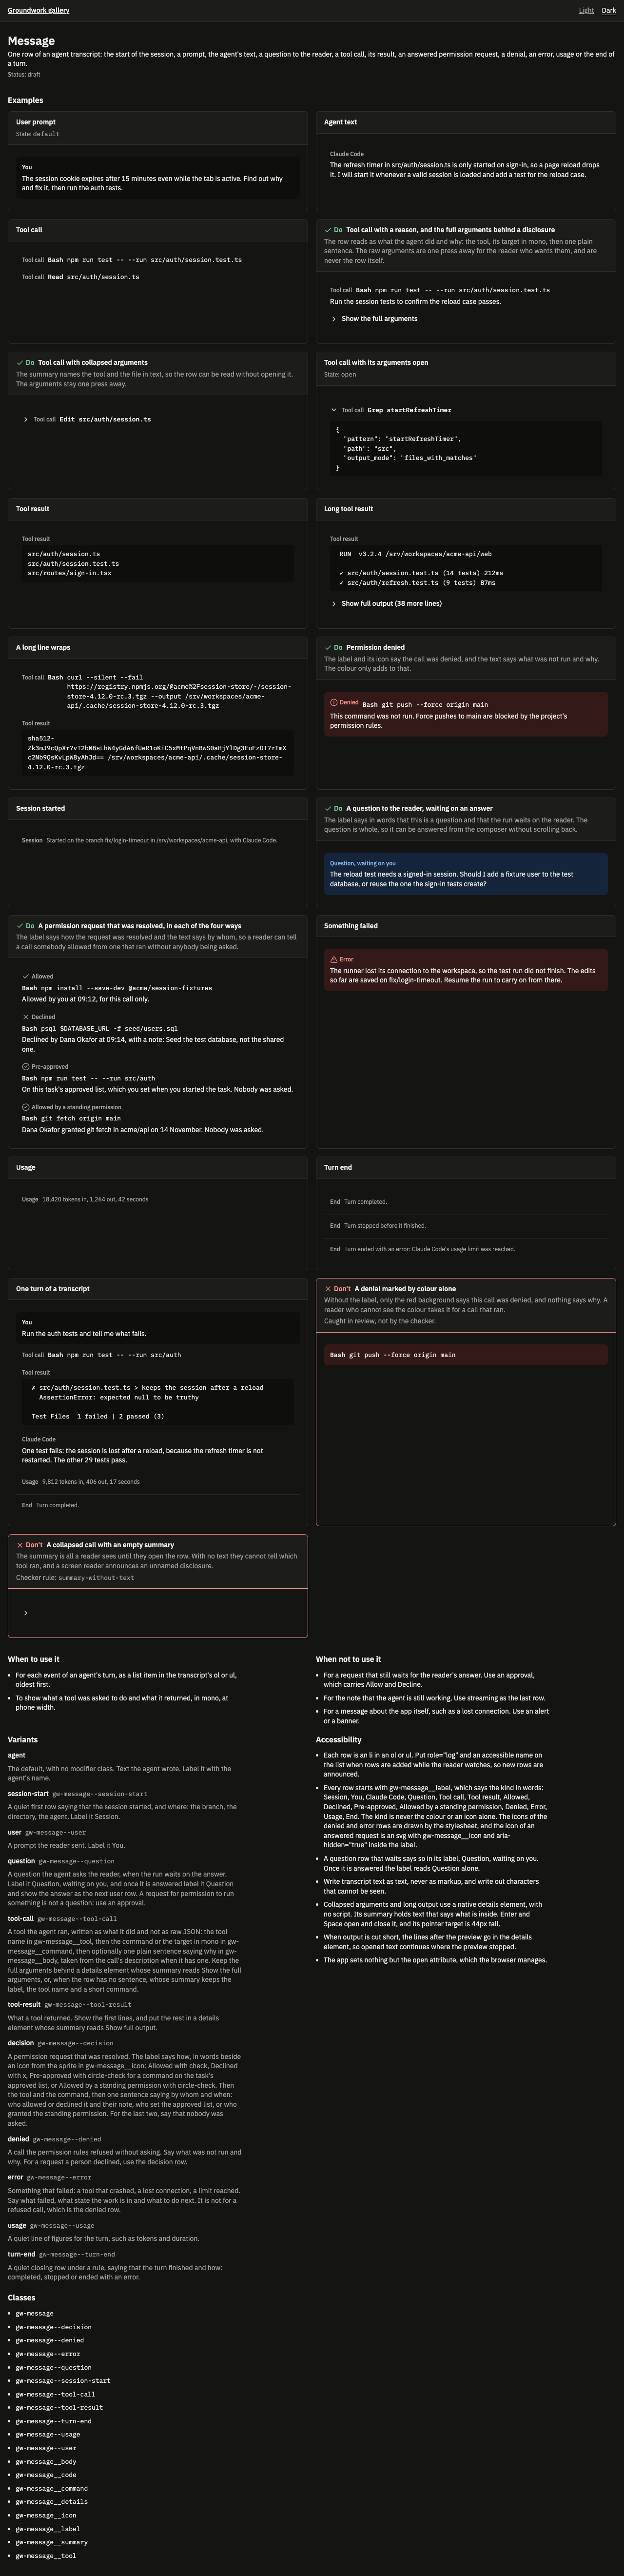 Groundwork gallery
Light Dark
Message
One row of an agent transcript: the start of the session, a prompt, the agent's text, a question to the reader, a tool call, its result, an answered permission request, a denial, an error, usage or the end of
a turn.
Status: draft
Examples
User prompt
State: default
You
The session cookie expires after 15 minutes even while the tab is active. Find out why
and fix it, then run the auth tests.
Agent text
Claude Code
The refresh timer in src/auth/session.ts is only started on sign-in, so a page reload drops
it. I will start it whenever a valid session is loaded and add a test for the reload case.
Tool call
Tool call Bash npm run test -- --run src/auth/session.test.ts
Tool call Read src/auth/session.ts
Do Tool call with a reason, and the full arguments behind a disclosure
The row reads as what the agent did and why: the tool, its target in mono, then one plain
sentence. The raw arguments are one press away for the reader who wants them, and are
never the row itself.
Tool call Bash npm run test -- --run src/auth/session.test.ts
Run the session tests to confirm the reload case passes.
Show the full arguments
Do Tool call with collapsed arguments
The summary names the tool and the file in text, so the row can be read without opening it.
The arguments stay one press away.
Tool call Edit src/auth/session.ts
Tool call with its arguments open
State: open
Tool call Grep startRefreshTimer
{
"pattern": "startRefreshTimer",
"path": "src",
"output_mode": "files_with_matches"
}
Tool result
Tool result
src/auth/session.ts
src/auth/session.test.ts
src/routes/sign-in.tsx
Long tool result
Tool result
RUN v3.2.4 /srv/workspaces/acme-api/web
✓ src/auth/session.test.ts (14 tests) 212ms
✓ src/auth/refresh.test.ts (9 tests) 87ms
Show full output (38 more lines)
A long line wraps
Tool call Bash curl --silent --fail
https://registry.npmjs.org/@acme%2Fsession-store/-/session-
store-4.12.0-rc.3.tgz --output /srv/workspaces/acme-
api/.cache/session-store-4.12.0-rc.3.tgz
Tool result
sha512-
Zk3mJ9cQpXr7vT2bN8sLhW4yGdA6fUeR1oKiC5xMtPqVnBwS0aHjYlDg3EuFzOI7rTmX
c2Nb9QsKvLpW8yAhJd== /srv/workspaces/acme-api/.cache/session-store-
4.12.0-rc.3.tgz
Do Permission denied
The label and its icon say the call was denied, and the text says what was not run and why.
The colour only adds to that.
Denied Bash git push --force origin main
This command was not run. Force pushes to main are blocked by the project's
permission rules.
Session started
Session Started on the branch fix/login-timeout in /srv/workspaces/acme-api, with Claude Code.
Do A question to the reader, waiting on an answer
The label says in words that this is a question and that the run waits on the reader. The
question is whole, so it can be answered from the composer without scrolling back.
Question, waiting on you
The reload test needs a signed-in session. Should I add a fixture user to the test
database, or reuse the one the sign-in tests create?
Do A permission request that was resolved, in each of the four ways
The label says how the request was resolved and the text says by whom, so a reader can tell
a call somebody allowed from one that ran without anybody being asked.
Allowed
Bash npm install --save-dev @acme/session-fixtures
Allowed by you at 09:12, for this call only.
Declined
Bash psql $DATABASE_URL -f seed/users.sql
Declined by Dana Okafor at 09:14, with a note: Seed the test database, not the shared
one.
Pre-approved
Bash npm run test -- --run src/auth
On this task's approved list, which you set when you started the task. Nobody was asked.
Allowed by a standing permission
Bash git fetch origin main
Dana Okafor granted git fetch in acme/api on 14 November. Nobody was asked.
Something failed
Error
The runner lost its connection to the workspace, so the test run did not finish. The edits
so far are saved on fix/login-timeout. Resume the run to carry on from there.
Usage
Usage 18,420 tokens in, 1,264 out, 42 seconds
Turn end
End Turn completed.
End Turn stopped before it finished.
End Turn ended with an error: Claude Code's usage limit was reached.
One turn of a transcript
You
Run the auth tests and tell me what fails.
Tool call Bash npm run test -- --run src/auth
Tool result
✗ src/auth/session.test.ts > keeps the session after a reload
AssertionError: expected null to be truthy
Test Files 1 failed | 2 passed (3)
Claude Code
One test fails: the session is lost after a reload, because the refresh timer is not
restarted. The other 29 tests pass.
Usage 9,812 tokens in, 406 out, 17 seconds
End Turn completed.
Don't A denial marked by colour alone
Without the label, only the red background says this call was denied, and nothing says why. A
reader who cannot see the colour takes it for a call that ran.
Caught in review, not by the checker.
Bash git push --force origin main
Don't A collapsed call with an empty summary
The summary is all a reader sees until they open the row. With no text they cannot tell which
tool ran, and a screen reader announces an unnamed disclosure.
Checker rule: summary-without-text
When to use it
For each event of an agent's turn, as a list item in the transcript's ol or ul,
oldest first.
To show what a tool was asked to do and what it returned, in mono, at
phone width.
When not to use it
For a request that still waits for the reader's answer. Use an approval,
which carries Allow and Decline.
For the note that the agent is still working. Use streaming as the last row.
For a message about the app itself, such as a lost connection. Use an alert
or a banner.
Variants
agent
The default, with no modifier class. Text the agent wrote. Label it with the
agent's name.
session-start gw-message--session-start
A quiet first row saying that the session started, and where: the branch, the
directory, the agent. Label it Session.
user gw-message--user
A prompt the reader sent. Label it You.
question gw-message--question
A question the agent asks the reader, when the run waits on the answer.
Label it Question, waiting on you, and once it is answered label it Question
and show the answer as the next user row. A request for permission to run
something is not a question: use an approval.
tool-call gw-message--tool-call
A tool the agent ran, written as what it did and not as raw JSON: the tool
name in gw-message__tool, then the command or the target in mono in gw-
message__command, then optionally one plain sentence saying why in gw-
message__body, taken from the call's description when it has one. Keep the
full arguments behind a details element whose summary reads Show the full
arguments, or, when the row has no sentence, whose summary keeps the
label, the tool name and a short command.
tool-result gw-message--tool-result
What a tool returned. Show the first lines, and put the rest in a details
element whose summary reads Show full output.
decision gw-message--decision
A permission request that was resolved. The label says how, in words beside
an icon from the sprite in gw-message__icon: Allowed with check, Declined
with x, Pre-approved with circle-check for a command on the task's
approved list, or Allowed by a standing permission with circle-check. Then
the tool and the command, then one sentence saying by whom and when:
who allowed or declined it and their note, who set the approved list, or who
granted the standing permission. For the last two, say that nobody was
asked.
denied gw-message--denied
A call the permission rules refused without asking. Say what was not run and
why. For a request a person declined, use the decision row.
error gw-message--error
Something that failed: a tool that crashed, a lost connection, a limit reached.
Say what failed, what state the work is in and what to do next. It is not for a
refused call, which is the denied row.
usage gw-message--usage
A quiet line of figures for the turn, such as tokens and duration.
turn-end gw-message--turn-end
A quiet closing row under a rule, saying that the turn finished and how:
completed, stopped or ended with an error.
Accessibility
Each row is an li in an ol or ul. Put role="log" and an accessible name on
the list when rows are added while the reader watches, so new rows are
announced.
Every row starts with gw-message__label, which says the kind in words:
Session, You, Claude Code, Question, Tool call, Tool result, Allowed,
Declined, Pre-approved, Allowed by a standing permission, Denied, Error,
Usage, End. The kind is never the colour or an icon alone. The icons of the
denied and error rows are drawn by the stylesheet, and the icon of an
answered request is an svg with gw-message__icon and aria-
hidden="true" inside the label.
A question row that waits says so in its label, Question, waiting on you.
Once it is answered the label reads Question alone.
Write transcript text as text, never as markup, and write out characters
that cannot be seen.
Collapsed arguments and long output use a native details element, with
no script. Its summary holds text that says what is inside. Enter and
Space open and close it, and its pointer target is 44px tall.
When output is cut short, the lines after the preview go in the details
element, so opened text continues where the preview stopped.
The app sets nothing but the open attribute, which the browser manages.
Classes
gw-message
gw-message--decision
gw-message--denied
gw-message--error
gw-message--question
gw-message--session-start
gw-message--tool-call
gw-message--tool-result
gw-message--turn-end
gw-message--usage
gw-message--user
gw-message__body
gw-message__code
gw-message__command
gw-message__details
gw-message__icon
gw-message__label
gw-message__summary
gw-message__tool